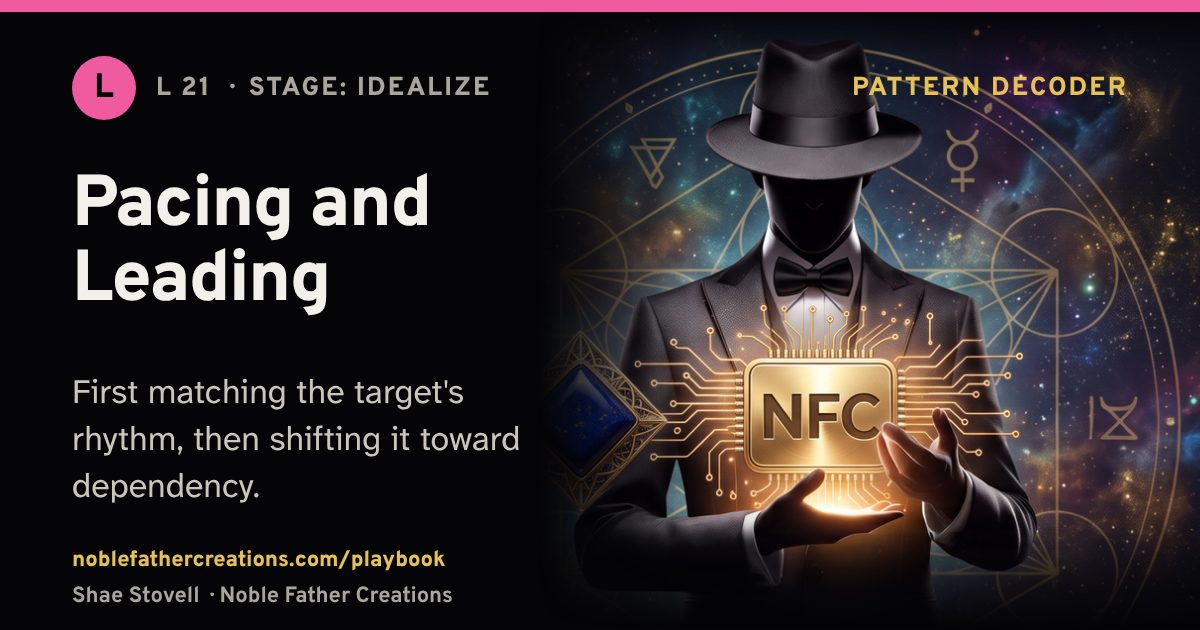 L
L 21 · STAGE: IDEALIZE
PATTERN DECODER
Pacing and
Leading
First matching the target's
rhythm, then shifting it toward
dependency.
noblefathercreations.com/playbook
Shae Stovell · Noble Father Creations
NFC